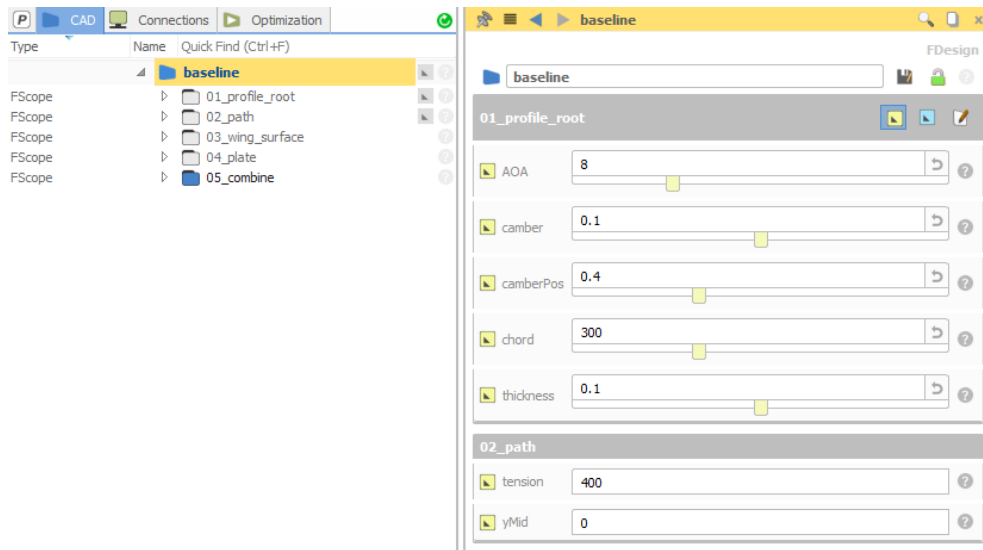 P CAD Connections Optimization
Type Name Quick Find (Ctrl+F)
baseline
FScope 01_profile_root
FScope 02_path
FScope 03_wing_surface
FScope 04_plate
FScope 05_combine
baseline
FDesign
baseline
01_profile_root
AOA 8
camber 0.1
camberPos 0.4
chord 300
thickness 0.1
02_path
tension 400
yMid 0